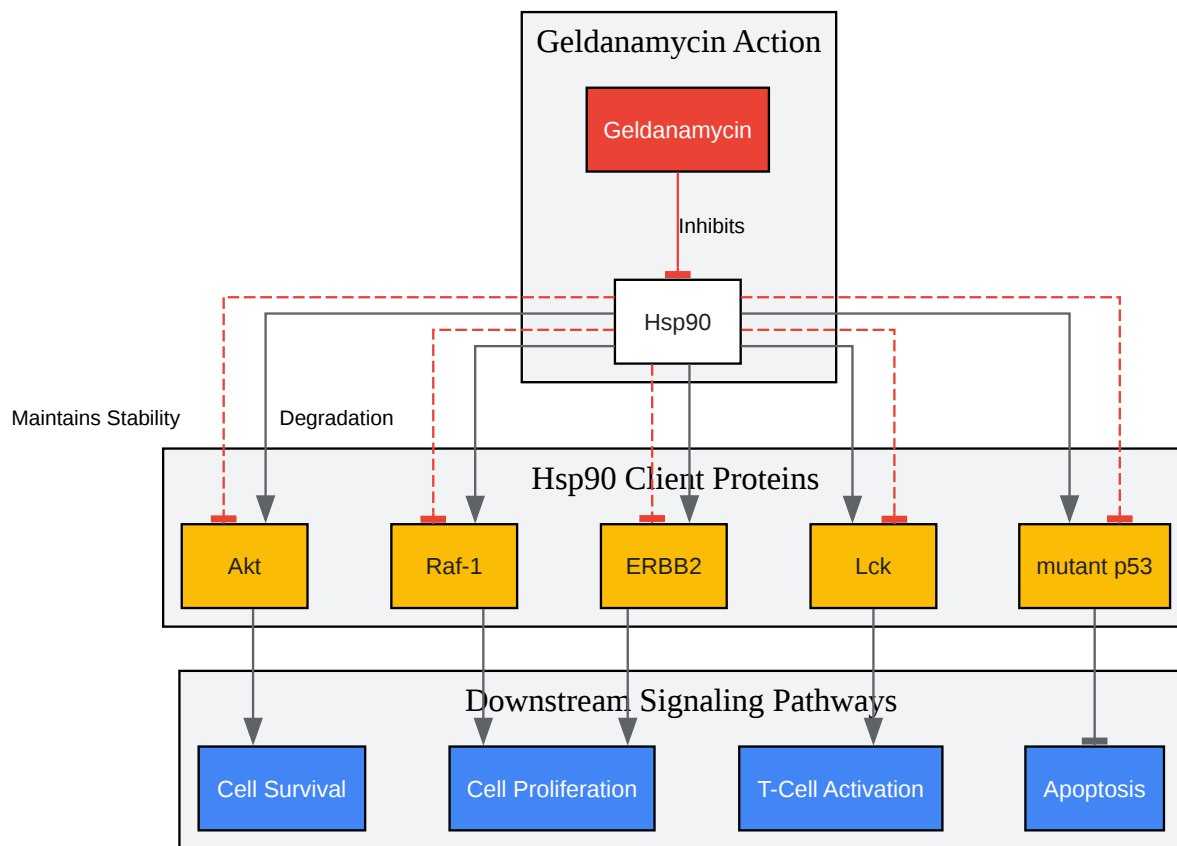 Geldanamycin Action
Geldanamycin
Inhibits
Hsp90
Maintains Stability
Degradation
Hsp90 Client Proteins
Akt
Raf-1
ERBB2
Lck
mutant p53
Downstream Signaling Pathways
Cell Survival
Cell Proliferation
T-Cell Activation
Apoptosis